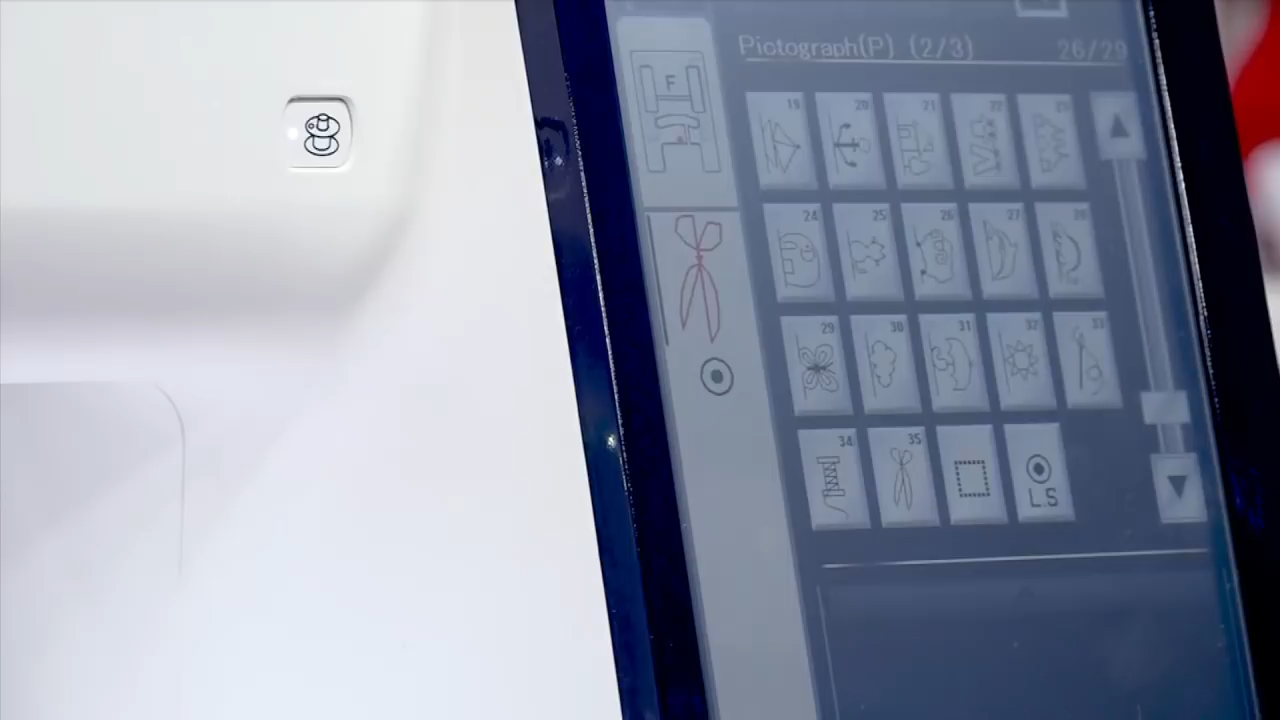 Pictograph(P) (2/3) 26/29
F
19 20 21 22
24 25 26 27 28
29 30 31 32 33
34 35
L.S